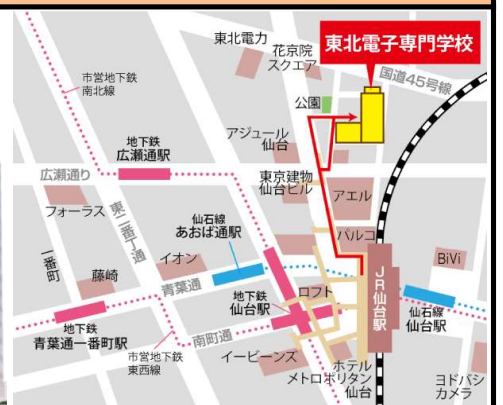 東北電力
花京院
スクエア
東北電子専門学校
国道45号線
市営地下鉄
南北線
公園
地下鉄
広瀬通駅
アジュール
仙台
広瀬通り
東京建物
仙台ビル
アエル
フォーラス
東二番丁通
仙石線
あおば通駅
パルコ
一番町
藤崎
イオン
青葉通
BiVi
ロフト
JR仙台駅
地下鉄
仙台駅
仙石線
仙台駅
地下鉄
青葉通一番町駅
南町通
市営地下鉄
東西線
イービーンズ
ホテル
メトロポリタン
仙台
ヨドバシ
カメラ